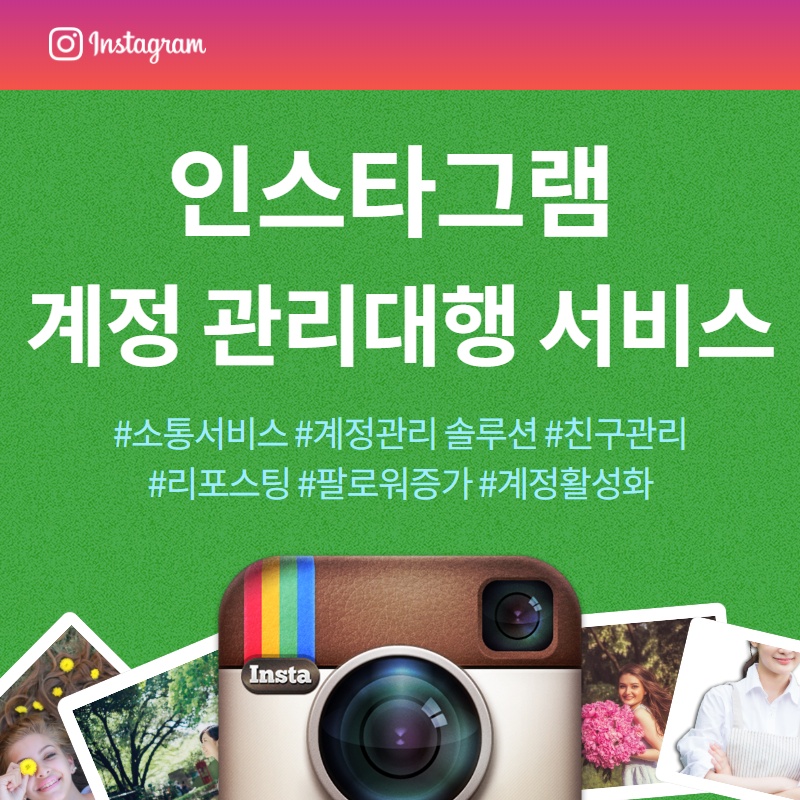 Instagram
인스타그램
계정 관리대행 서비스
#소통서비스 #계정관리 솔루션 #친구관리
#리포스팅 #팔로워증가 #계정활성화
Insta